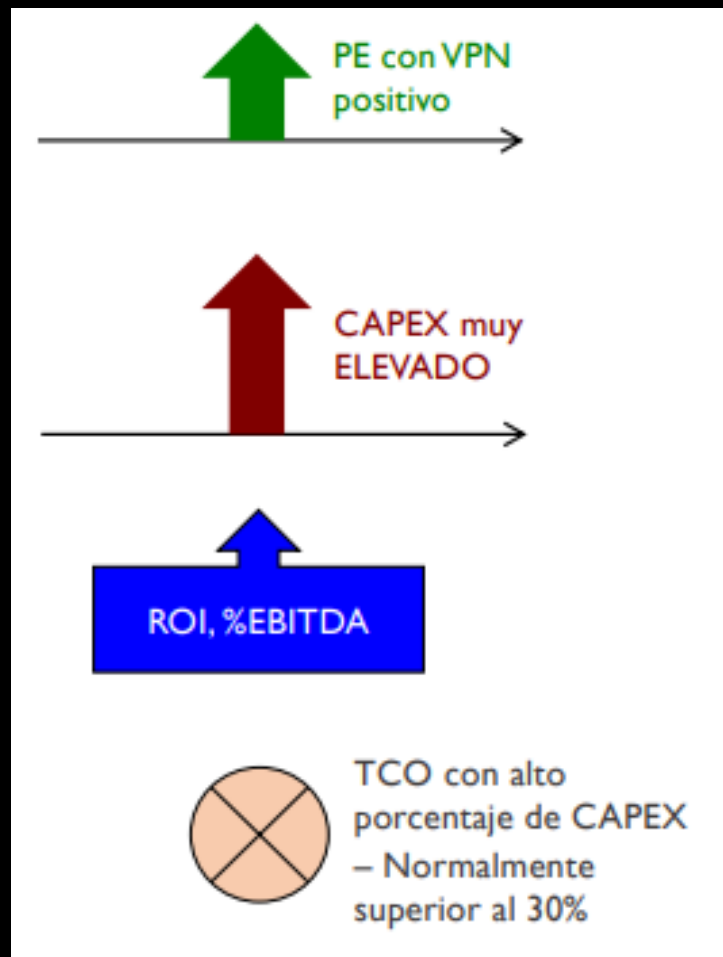 PE con VPN
positivo
CAPEX muy
ELEVADO
ROI, %EBITDA
TCO con alto
porcentaje de CAPEX
– Normalmente
superior al 30%